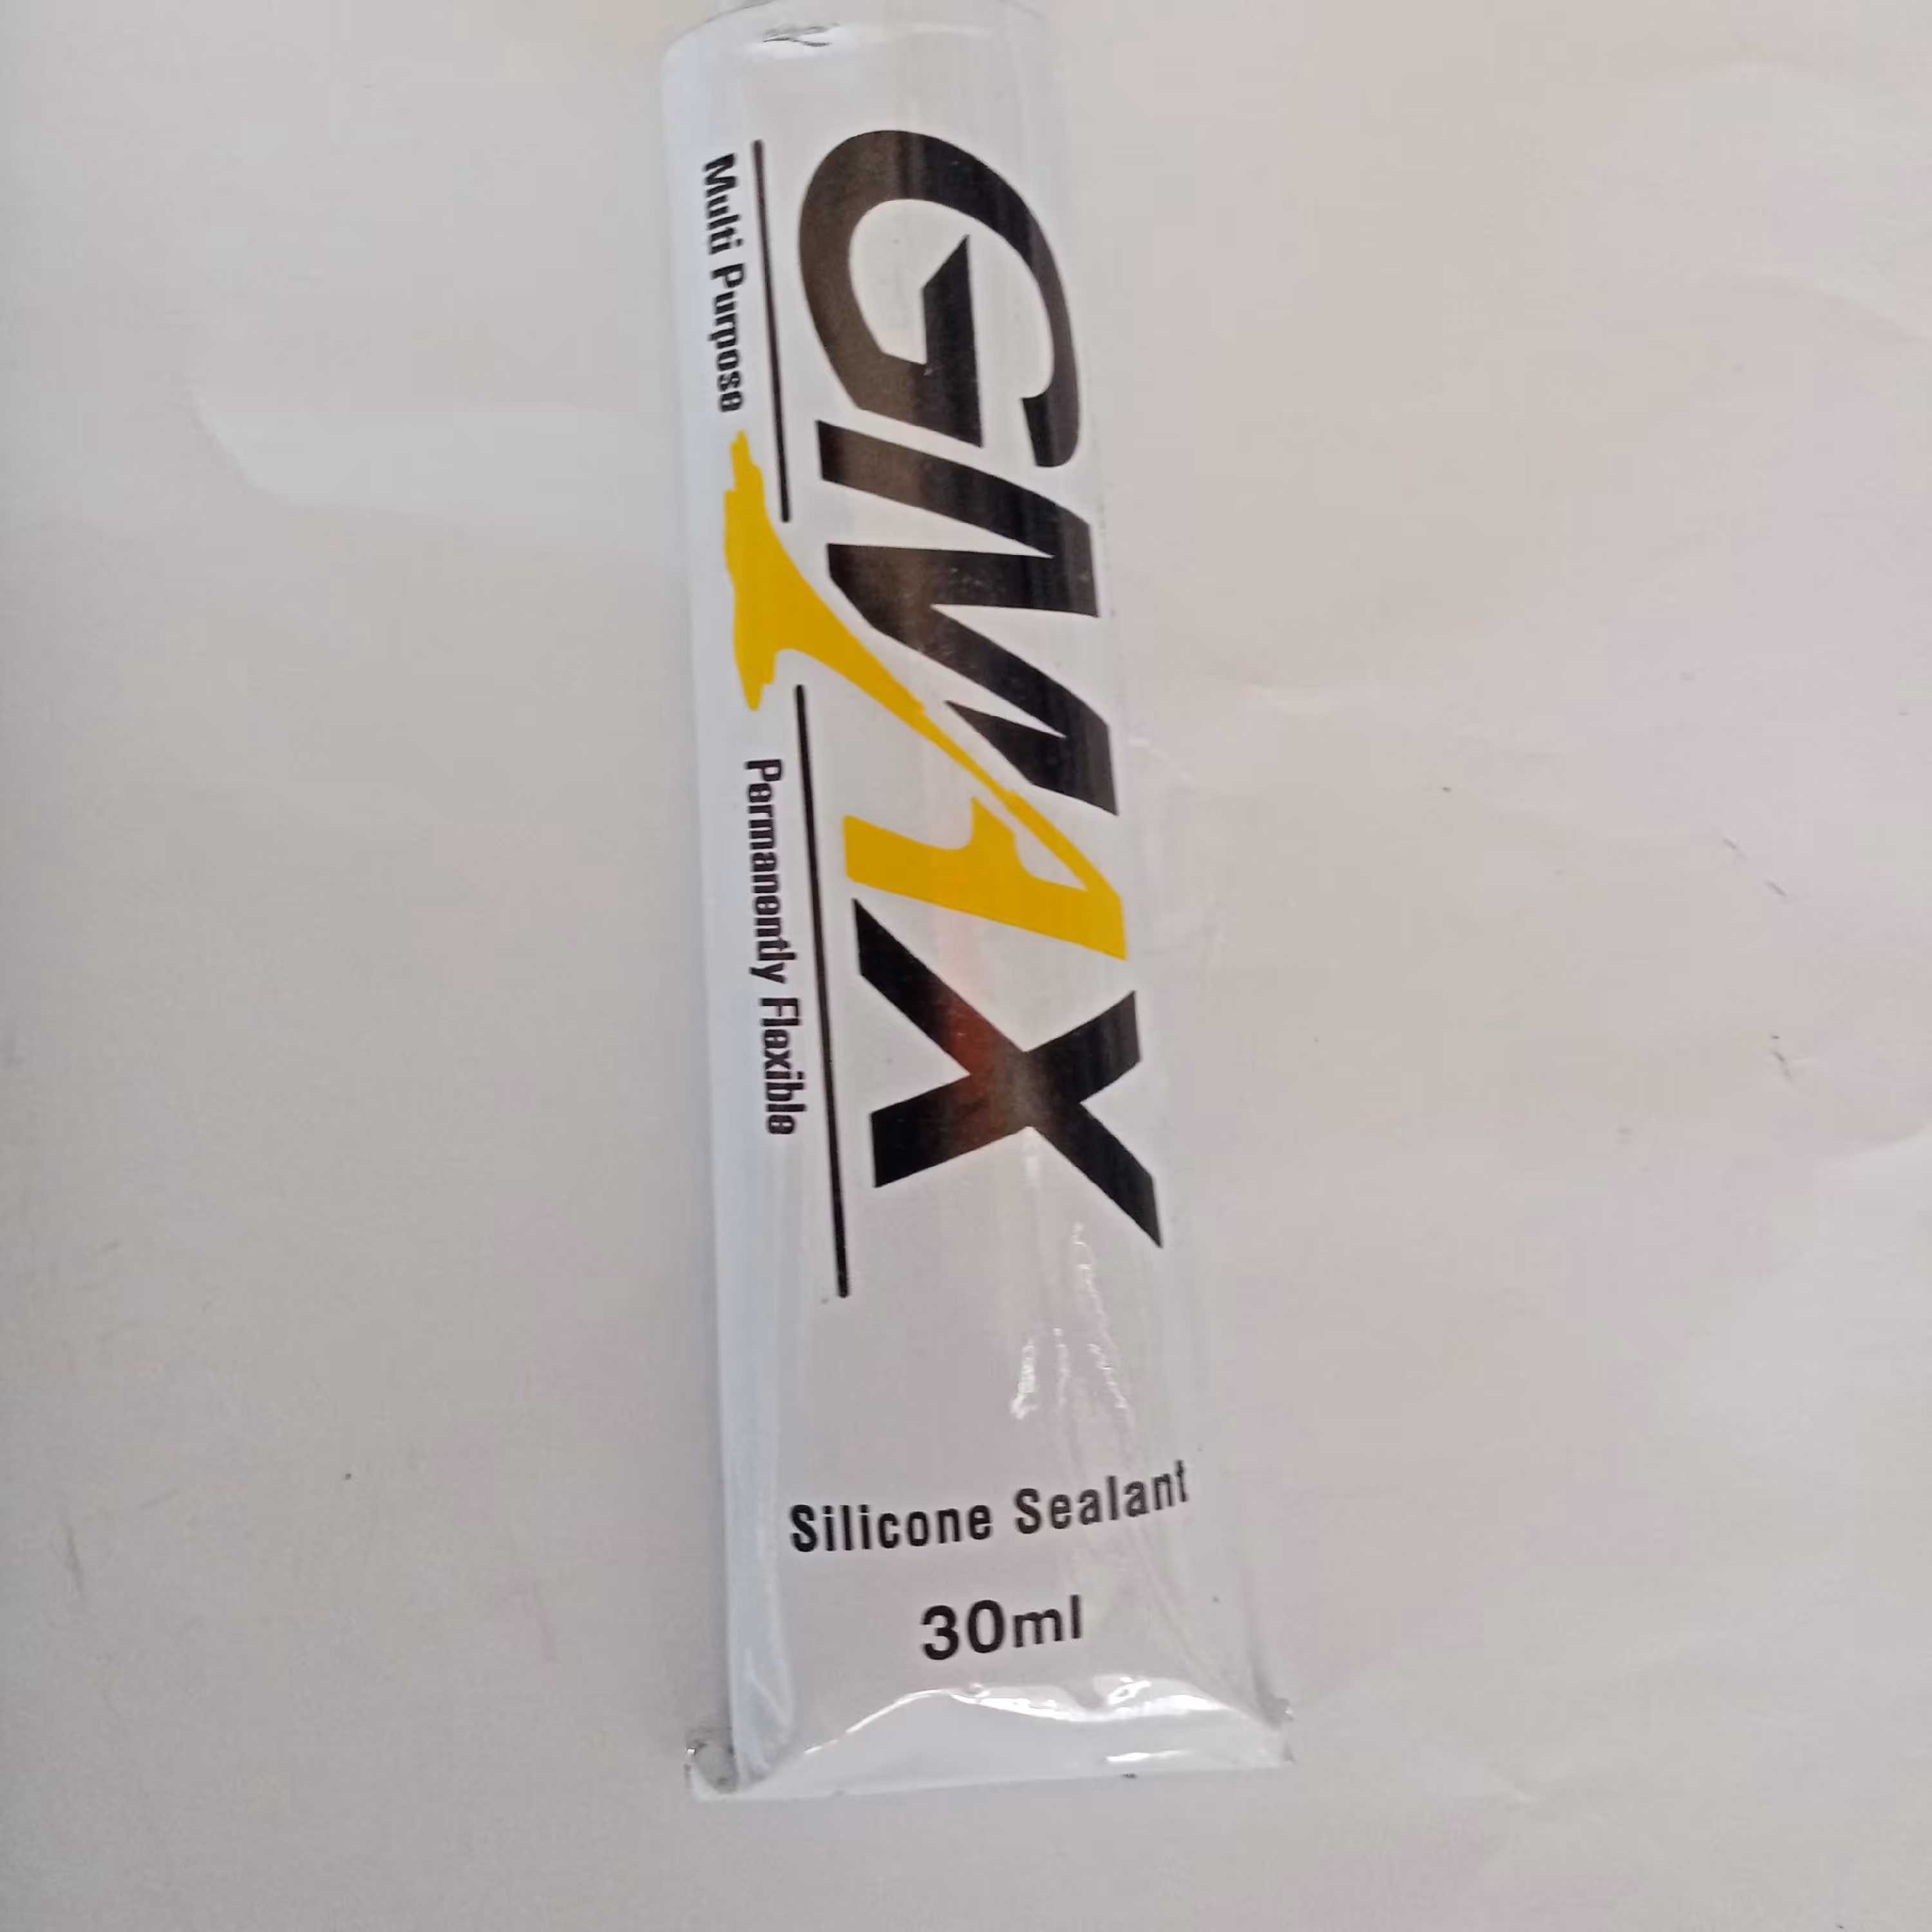 GMAX
Multi Purpose
Permanently Flexible
Silicone Sealant
30ml